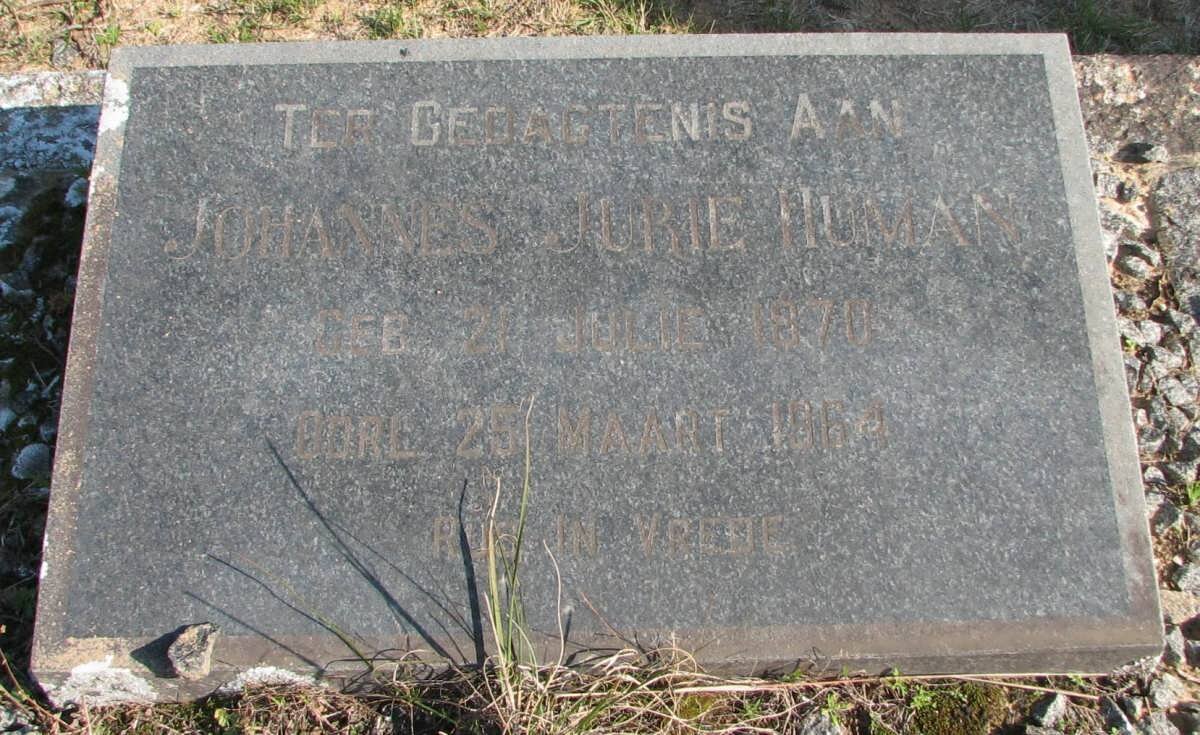 TER GEDAGTENIS AAN
JOHANNES JURIE HUMAN
GEB. 21 JULIE 1870
OORL. 25 MAART 1964
RUS IN VREDE